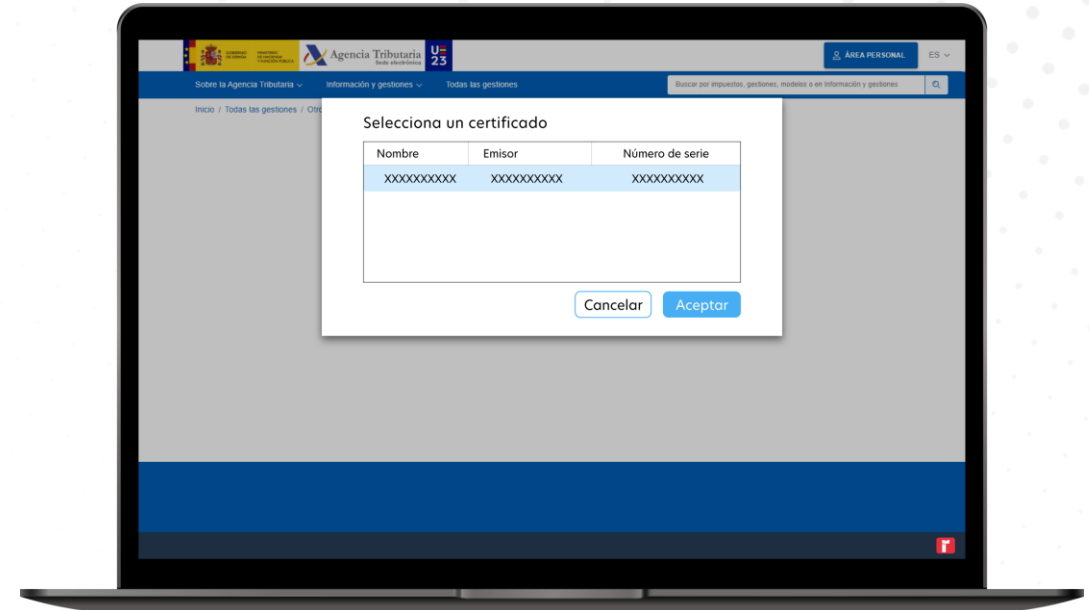 GOBIERNO DE ESPAÑA
MINISTERIO DE HACIENDA Y FUNCIÓN PÚBLICA
Agencia Tributaria
Sede electrónica
UE
23
ÁREA PERSONAL
ES
Sobre la Agencia Tributaria
Información y gestiones
Todas las gestiones
Buscar por impuestos, gestiones, modelos o en información y gestiones
Inicio / Todas las gestiones / Otro
Selecciona un certificado
Nombre Emisor Número de serie
XXXXXXXXXX XXXXXXXXXX XXXXXXXXXX
Cancelar Aceptar
r